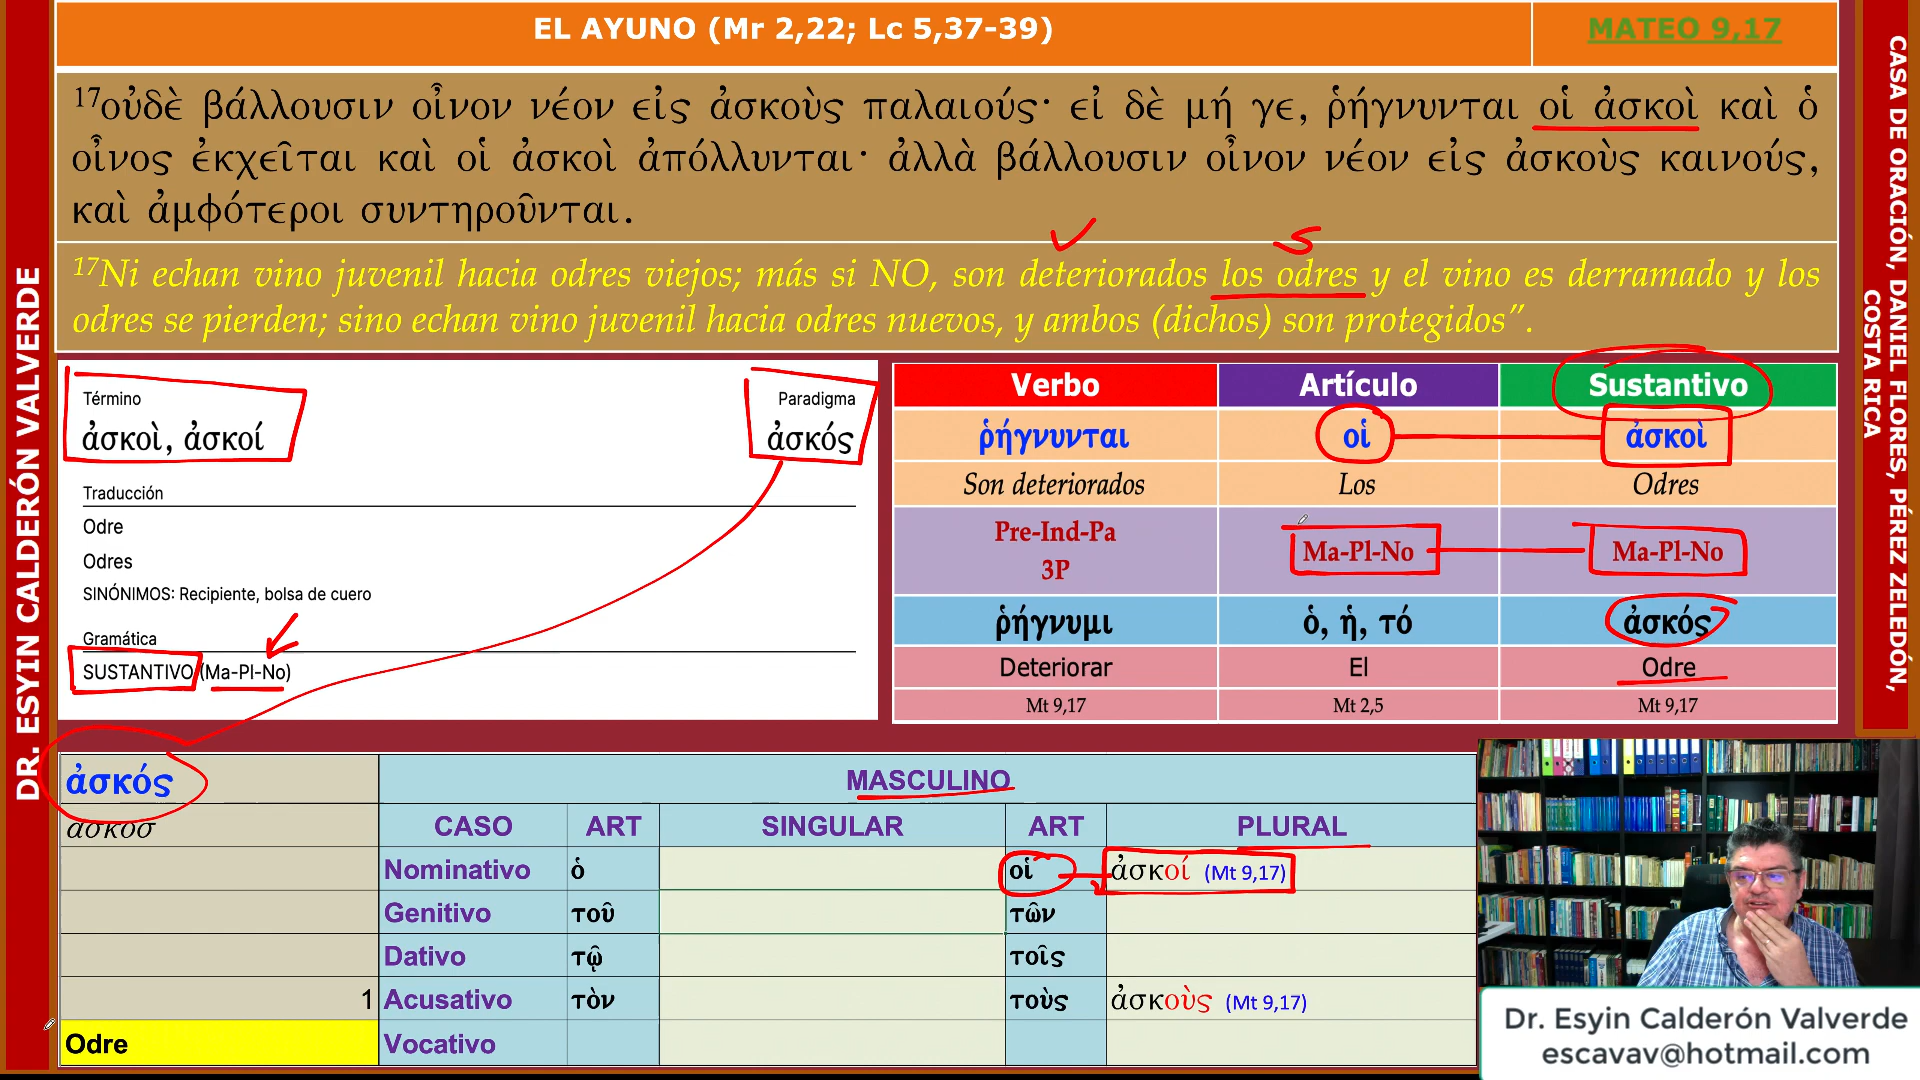 EL AYUNO (Mr 2,22; Lc 5,37-39)
MATEO 9,17
¹⁷οὐδὲ βάλλουσιν οἶνον νέον εἰς ἀσκοὺς παλαιούς· εἰ δὲ μή γε, ῥήγνυνται οἱ ἀσκοὶ καὶ ὁ
οἶνος ἐκχεῖται καὶ οἱ ἀσκοὶ ἀπόλλυνται· ἀλλὰ βάλλουσιν οἶνον νέον εἰς ἀσκοὺς καινούς,
καὶ ἀμφότεροι συντηροῦνται.
V S
¹⁷Ni echan vino juvenil hacia odres viejos; más si NO, son deteriorados los odres y el vino es derramado y los
odres se pierden; sino echan vino juvenil hacia odres nuevos, y ambos (dichos) son protegidos”.
DR. ESYIN CALDERÓN VALVERDE
CASA DE ORACIÓN, DANIEL FLORES, PÉREZ ZELEDÓN,
COSTA RICA
Término Paradigma
ἀσκοὶ, ἀσκοί ἀσκός
Traducción
Odre
Odres
SINÓNIMOS: Recipiente, bolsa de cuero
Gramática
SUSTANTIVO (Ma-Pl-No)
Verbo Artículo Sustantivo
ῥήγνυνται οἱ ἀσκοὶ
Son deteriorados Los Odres
Pre-Ind-Pa
3P
Ma-Pl-No Ma-Pl-No
ῥήγνυμι ὁ, ἡ, τό ἀσκός
Deteriorar El Odre
Mt 9,17 Mt 2,5 Mt 9,17
ἀσκός MASCULINO
ασκοσ CASO ART SINGULAR ART PLURAL
Nominativo ὁ οἱ ἀσκοί (Mt 9,17)
Genitivo τοῦ τῶν
Dativo τῷ τοῖς
1 Acusativo τὸν τοὺς ἀσκοὺς (Mt 9,17)
Odre Vocativo
Dr. Esyin Calderón Valverde
escavav@hotmail.com